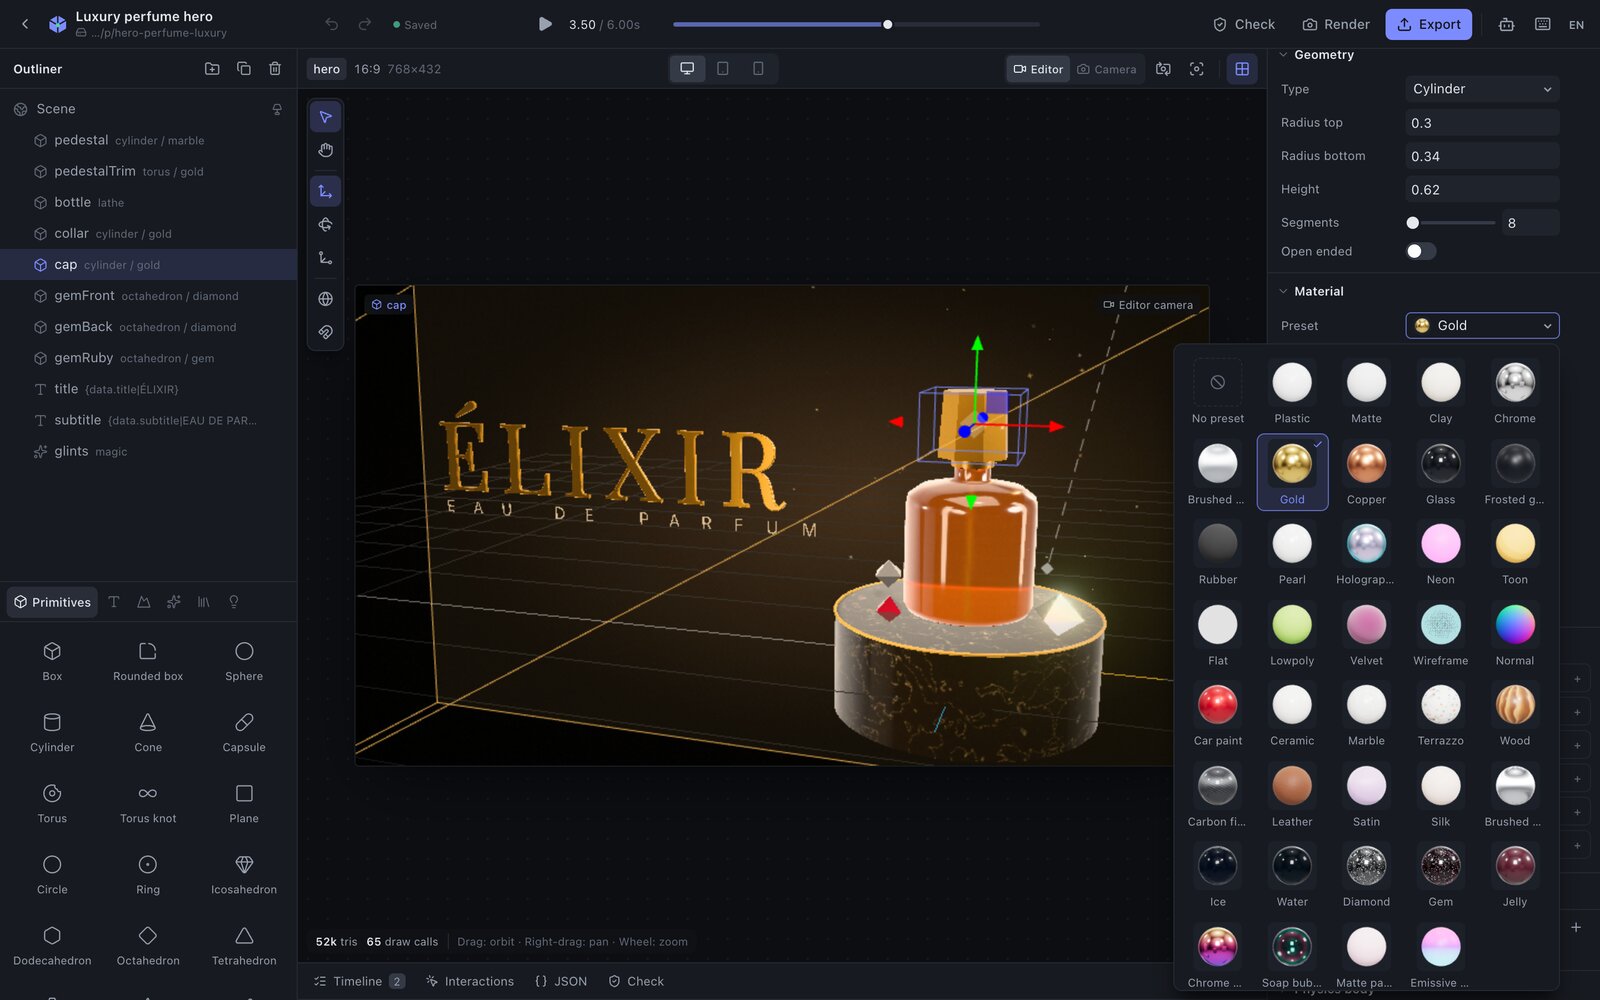 Luxury perfume hero
.../p/hero-perfume-luxury
Saved
3.50 / 6.00s
Check
Render
Export
EN
Outliner
Scene
pedestal cylinder / marble
pedestalTrim torus / gold
bottle lathe
collar cylinder / gold
cap cylinder / gold
gemFront octahedron / diamond
gemBack octahedron / diamond
gemRuby octahedron / gem
title {data.title|ÉLIXIR}
subtitle {data.subtitle|EAU DE PAR...
glints magic
Primitives
Box
Rounded box
Sphere
Cylinder
Cone
Capsule
Torus
Torus knot
Plane
Circle
Ring
Icosahedron
Dodecahedron
Octahedron
Tetrahedron
hero 16:9 768×432
Editor
Camera
cap
Editor camera
ÉLIXIR
EAU DE PARFUM
52k tris 65 draw calls Drag: orbit · Right-drag: pan · Wheel: zoom
Timeline 2
Interactions
{} JSON
Check
Geometry
Type Cylinder
Radius top 0.3
Radius bottom 0.34
Height 0.62
Segments 8
Open ended
Material
Preset Gold
No preset
Plastic
Matte
Clay
Chrome
Brushed ...
Gold
Copper
Glass
Frosted g...
Rubber
Pearl
Holograp...
Neon
Toon
Flat
Lowpoly
Velvet
Wireframe
Normal
Car paint
Ceramic
Marble
Terrazzo
Wood
Carbon fi...
Leather
Satin
Silk
Brushed ...
Ice
Water
Diamond
Gem
Jelly
Chrome ...
Soap bub...
Matte pa...
Emissive ...